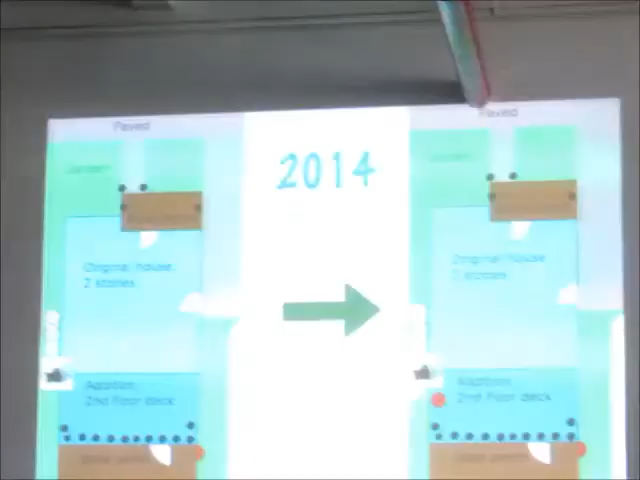 Paved
Paved
2014
Original house:
2 stories
Original house
2 stories
Addition:
2nd floor deck
Addition:
2nd floor deck